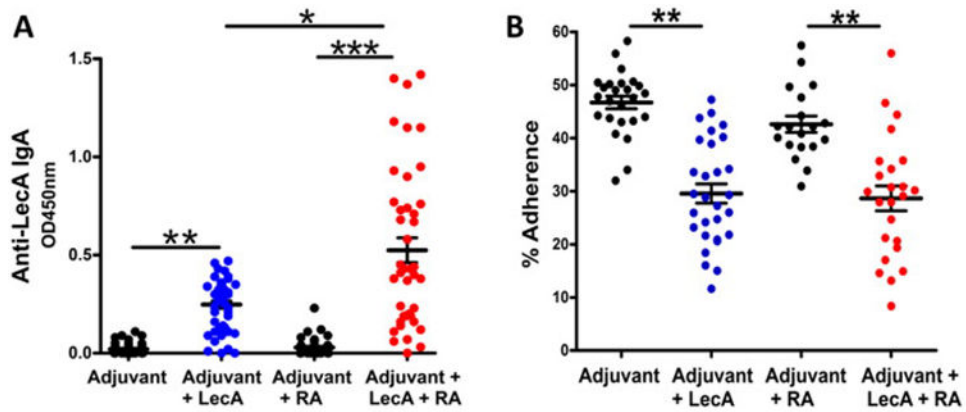 A
Anti-LecA IgA
OD450nm
1.5
1.0
0.5
0.0
*
***
**
Adjuvant
Adjuvant
+ LecA
Adjuvant
+ RA
Adjuvant +
LecA + RA
B
% Adherence
60
50
40
30
20
10
0
**
**
Adjuvant
Adjuvant
+ LecA
Adjuvant
+ RA
Adjuvant +
LecA + RA